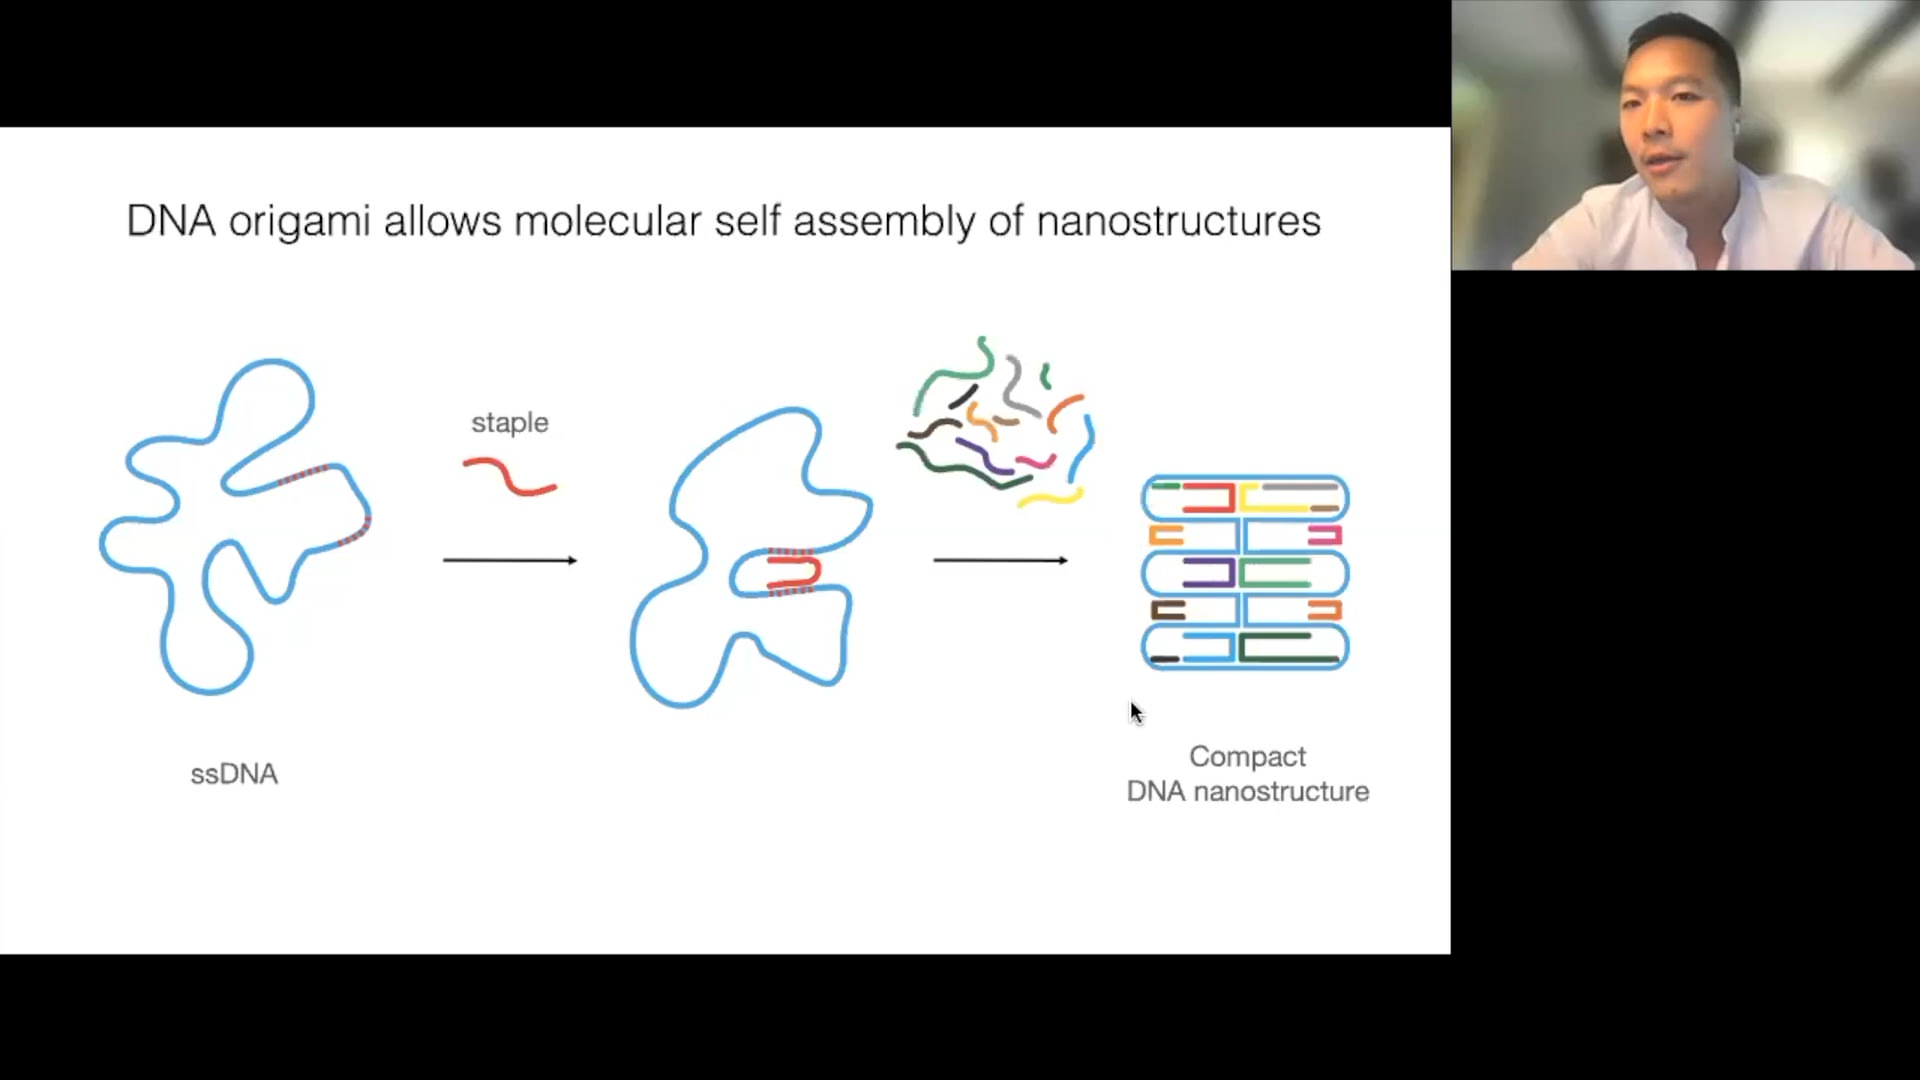 DNA origami allows molecular self assembly of nanostructures
staple
ssDNA
Compact
DNA nanostructure